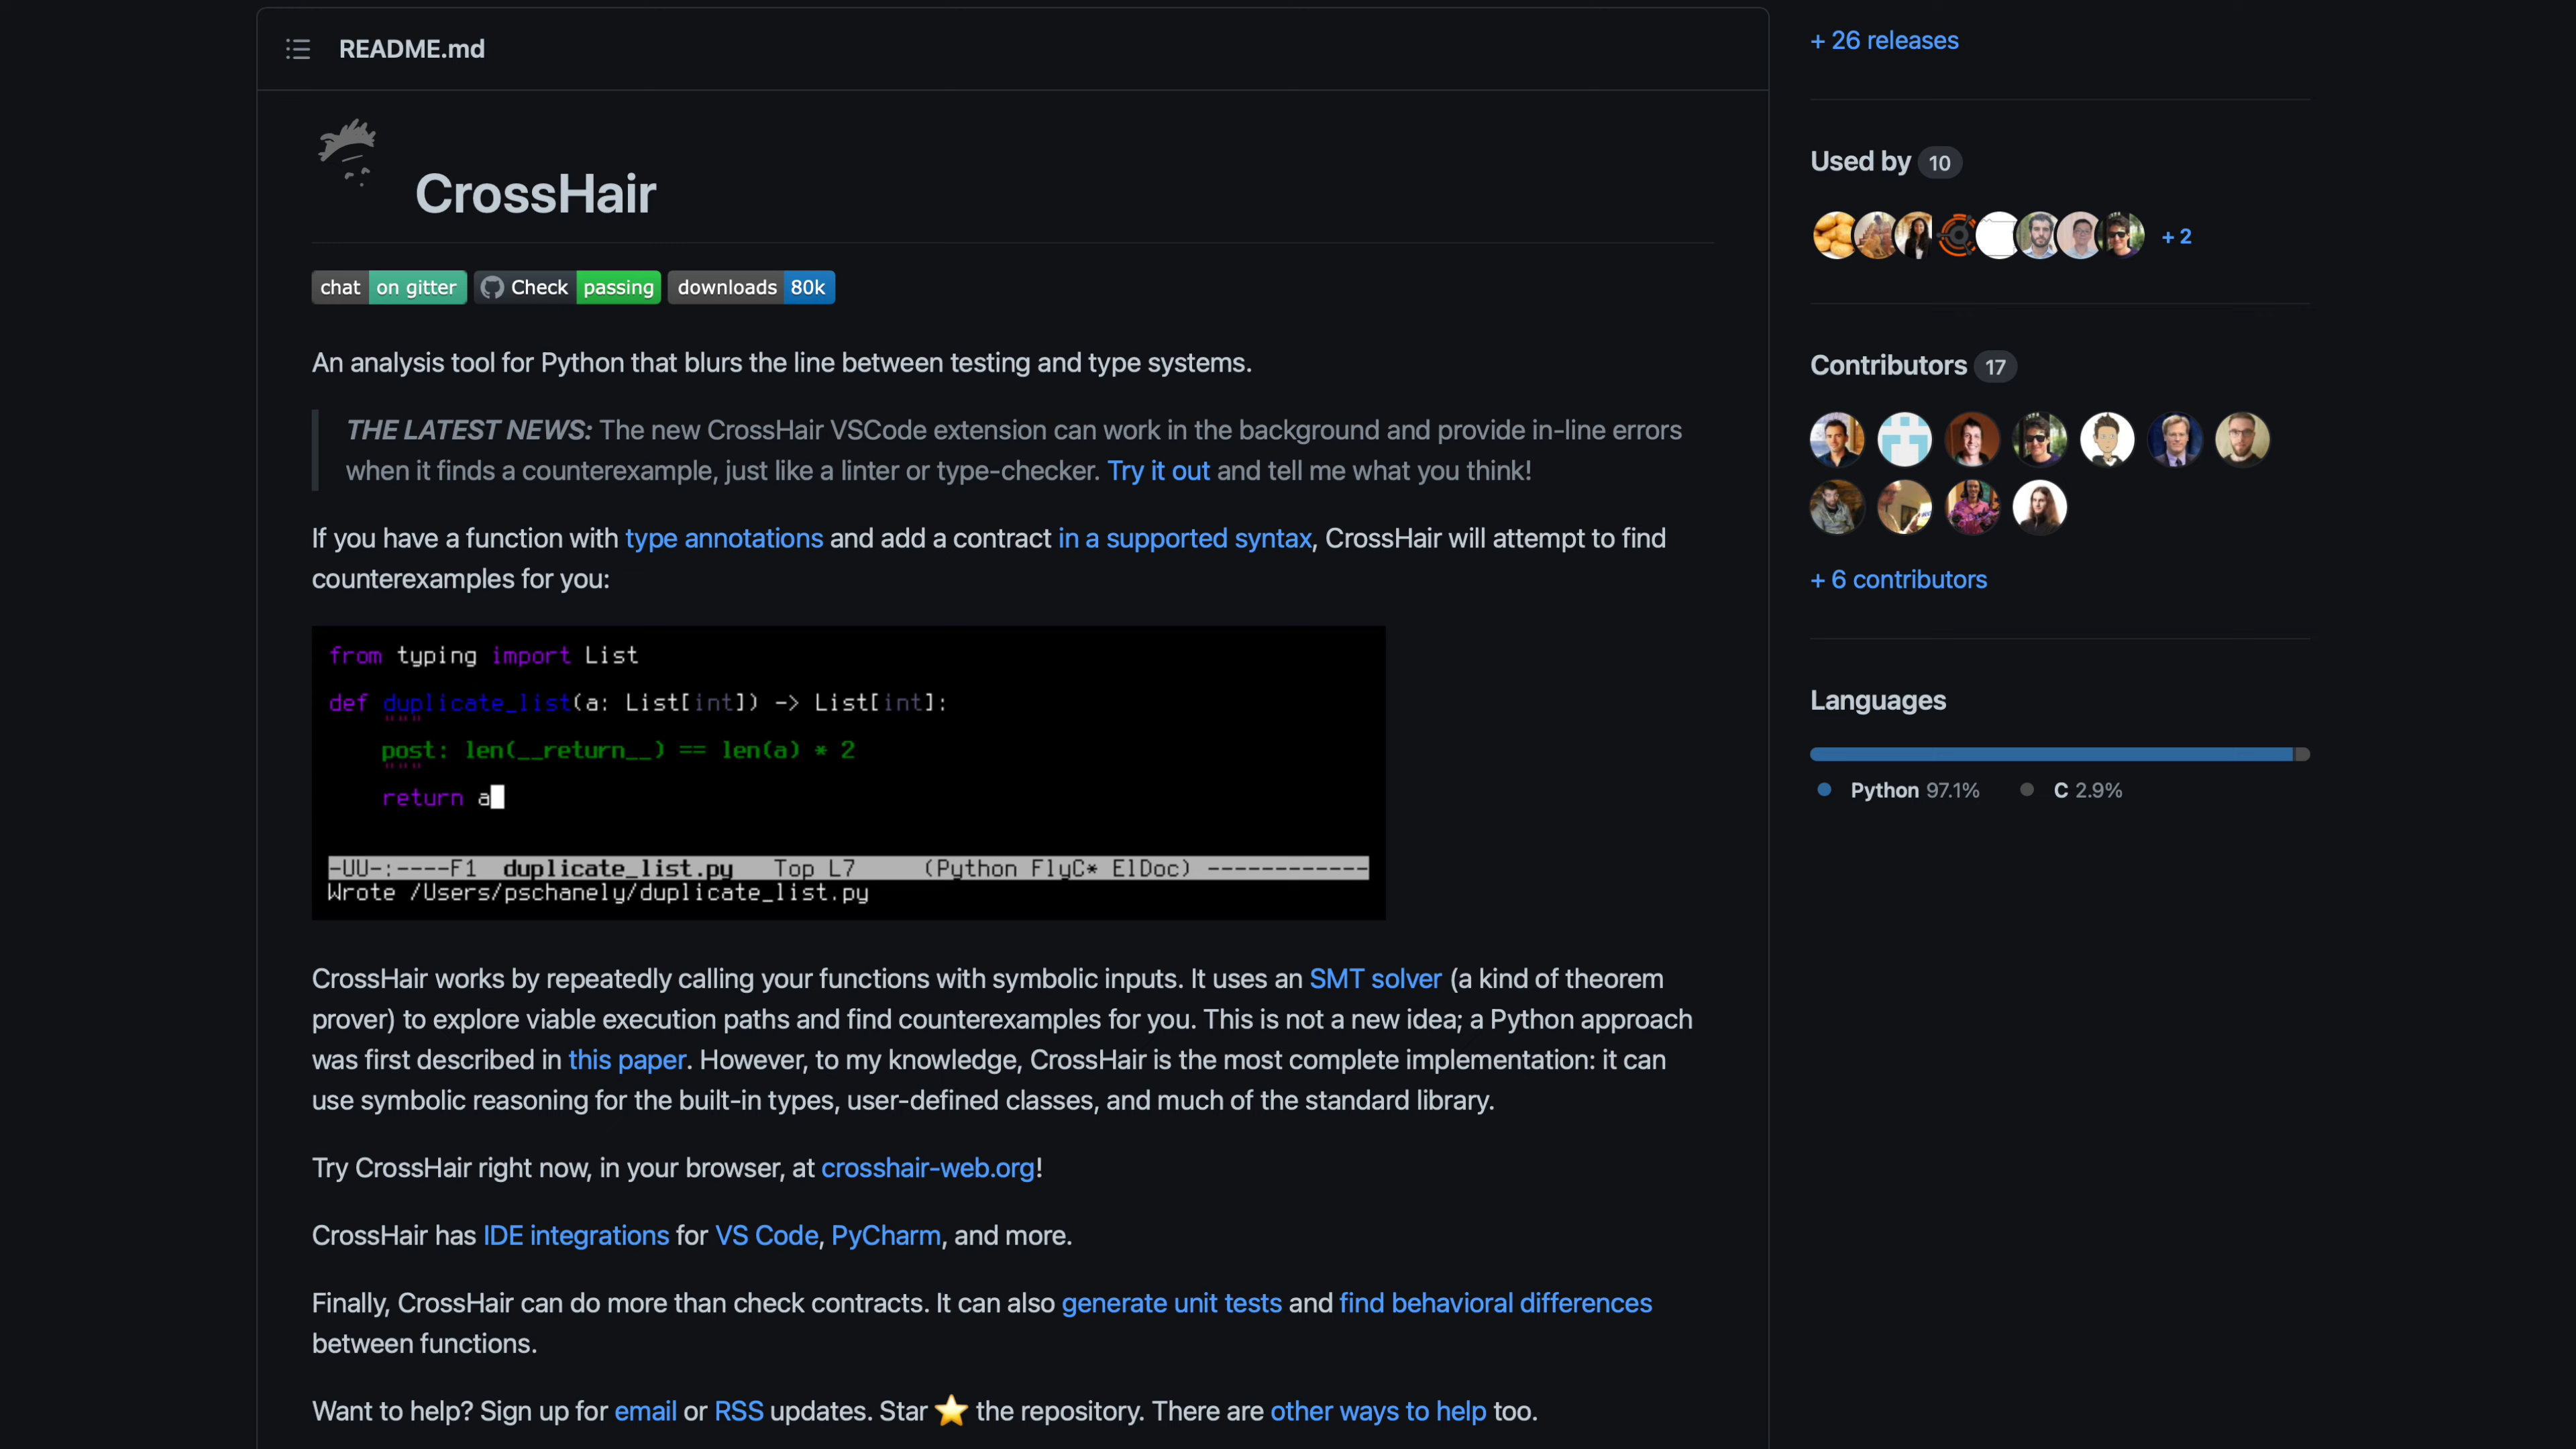 README.md
CrossHair
chat on gitter Check passing downloads 80k
An analysis tool for Python that blurs the line between testing and type systems.
THE LATEST NEWS: The new CrossHair VSCode extension can work in the background and provide in-line errors
when it finds a counterexample, just like a linter or type-checker. Try it out and tell me what you think!
If you have a function with type annotations and add a contract in a supported syntax, CrossHair will attempt to find
counterexamples for you:
from typing import List
def duplicate_list(a: List[int]) -> List[int]:
"""
post: len(__return__) == len(a) * 2
"""
return a
-UU-:----F1 duplicate_list.py Top L7 (Python FlyC* ElDoc) ------------
Wrote /Users/pschanely/duplicate_list.py
CrossHair works by repeatedly calling your functions with symbolic inputs. It uses an SMT solver (a kind of theorem
prover) to explore viable execution paths and find counterexamples for you. This is not a new idea; a Python approach
was first described in this paper. However, to my knowledge, CrossHair is the most complete implementation: it can
use symbolic reasoning for the built-in types, user-defined classes, and much of the standard library.
Try CrossHair right now, in your browser, at crosshair-web.org!
CrossHair has IDE integrations for VS Code, PyCharm, and more.
Finally, CrossHair can do more than check contracts. It can also generate unit tests and find behavioral differences
between functions.
Want to help? Sign up for email or RSS updates. Star ⭐ the repository. There are other ways to help too.
+ 26 releases
Used by 10
+ 2
Contributors 17
+ 6 contributors
Languages
Python 97.1% C 2.9%